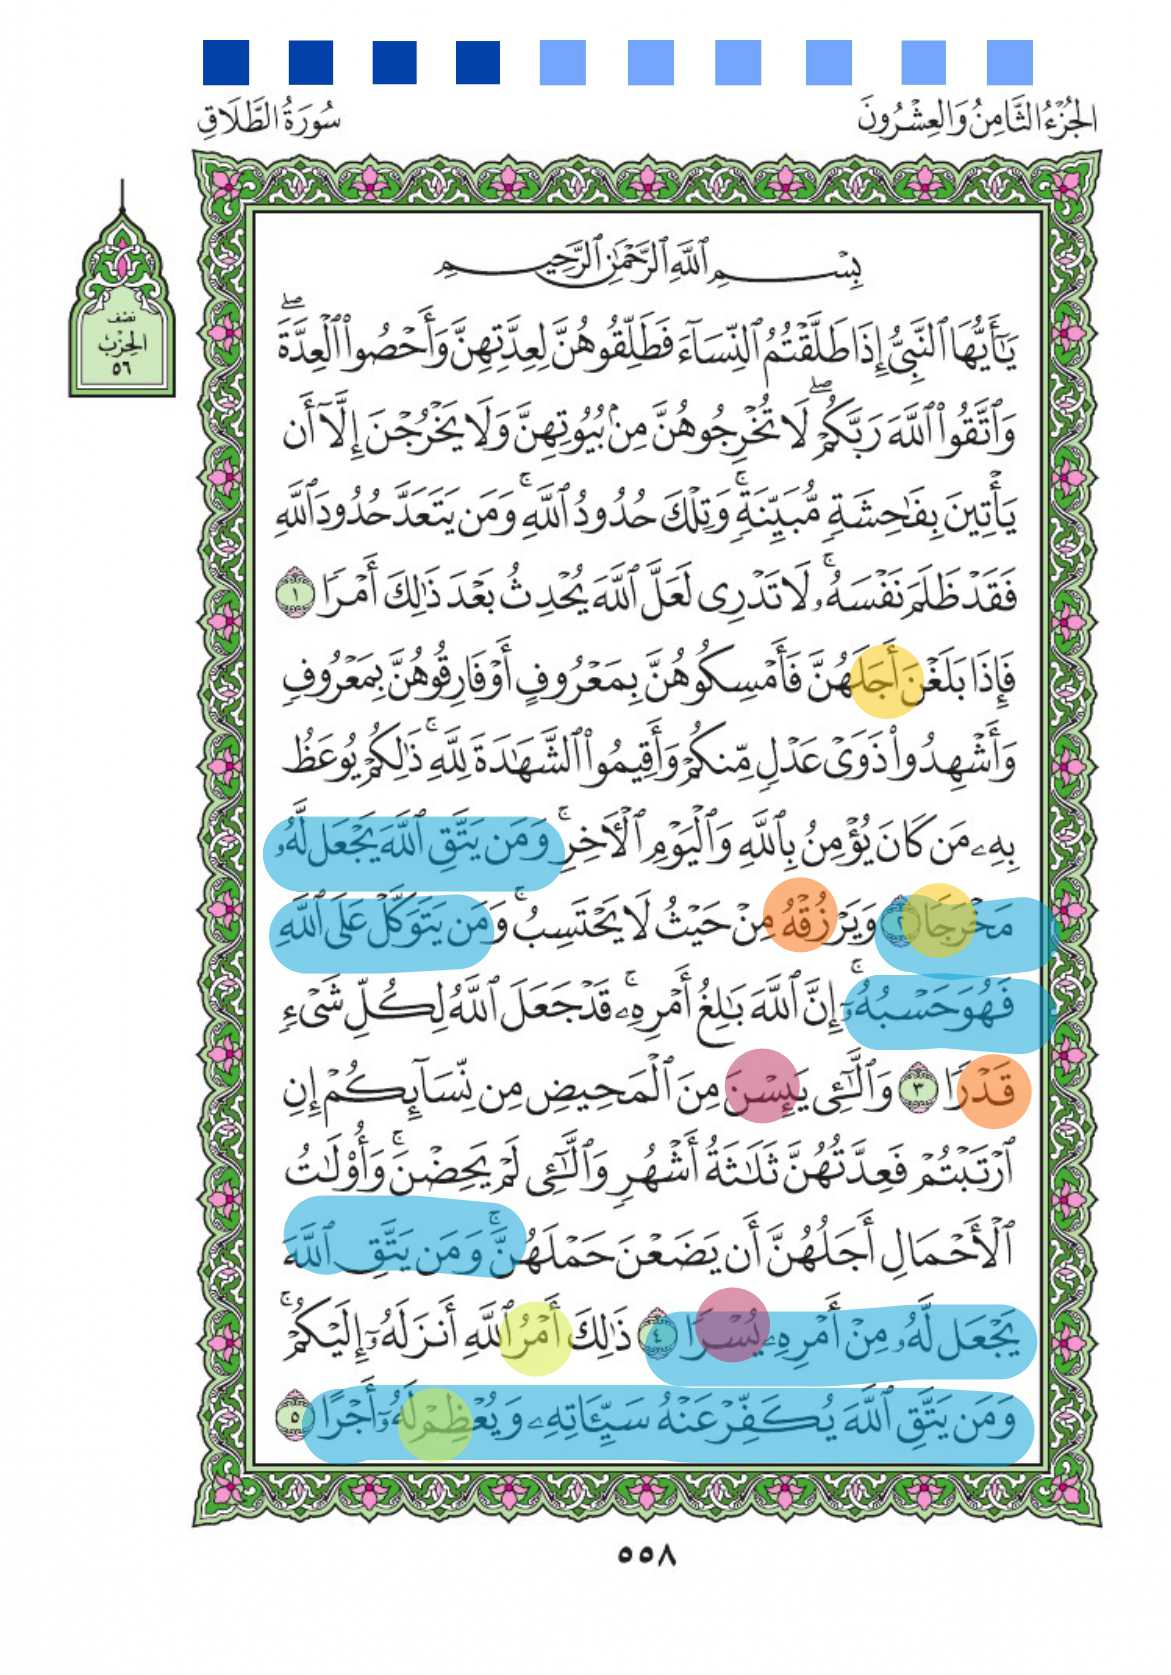 الجُزْءُ الثَّامِنُ وَالعِشْرُونَ
سُورَةُ الطَّلَاقِ
نصْف
الحِزْبُ
٥٦
بِسْمِ ٱللَّهِ ٱلرَّحْمَٰنِ ٱلرَّحِيمِ
يَٰٓأَيُّهَا ٱلنَّبِىُّ إِذَا طَلَّقْتُمُ ٱلنِّسَآءَ فَطَلِّقُوهُنَّ لِعِدَّتِهِنَّ وَأَحْصُوا۟ ٱلْعِدَّةَ ۖ
وَٱتَّقُوا۟ ٱللَّهَ رَبَّكُمْ ۖ لَا تُخْرِجُوهُنَّ مِنۢ بُيُوتِهِنَّ وَلَا يَخْرُجْنَ إِلَّآ أَن
يَأْتِينَ بِفَٰحِشَةٍ مُّبَيِّنَةٍ ۚ وَتِلْكَ حُدُودُ ٱللَّهِ ۚ وَمَن يَتَعَدَّ حُدُودَ ٱللَّهِ
فَقَدْ ظَلَمَ نَفْسَهُۥ ۚ لَا تَدْرِى لَعَلَّ ٱللَّهَ يُحْدِثُ بَعْدَ ذَٰلِكَ أَمْرًا ١
فَإِذَا بَلَغْنَ أَجَلَهُنَّ فَأَمْسِكُوهُنَّ بِمَعْرُوفٍ أَوْ فَارِقُوهُنَّ بِمَعْرُوفٍ
وَأَشْهِدُوا۟ ذَوَىْ عَدْلٍ مِّنكُمْ وَأَقِيمُوا۟ ٱلشَّهَٰدَةَ لِلَّهِ ۚ ذَٰلِكُمْ يُوعَظُ
بِهِۦ مَن كَانَ يُؤْمِنُ بِٱللَّهِ وَٱلْيَوْمِ ٱلْءَاخِرِ ۚ وَمَن يَتَّقِ ٱللَّهَ يَجْعَل لَّهُۥ
مَخْرَجًا ٢ وَيَرْزُقْهُ مِنْ حَيْثُ لَا يَحْتَسِبُ ۚ وَمَن يَتَوَكَّلْ عَلَى ٱللَّهِ
فَهُوَ حَسْبُهُۥٓ ۚ إِنَّ ٱللَّهَ بَٰلِغُ أَمْرِهِۦ ۚ قَدْ جَعَلَ ٱللَّهُ لِكُلِّ شَىْءٍ
قَدْرًا ٣ وَٱلَّٰٓـِٔى يَئِسْنَ مِنَ ٱلْمَحِيضِ مِن نِّسَآئِكُمْ إِنِ
ٱرْتَبْتُمْ فَعِدَّتُهُنَّ ثَلَٰثَةُ أَشْهُرٍ وَٱلَّٰٓـِٔى لَمْ يَحِضْنَ ۚ وَأُو۟لَٰتُ
ٱلْأَحْمَالِ أَجَلُهُنَّ أَن يَضَعْنَ حَمْلَهُنَّ ۚ وَمَن يَتَّقِ ٱللَّهَ
يَجْعَل لَّهُۥ مِنْ أَمْرِهِۦ يُسْرًا ٤ ذَٰلِكَ أَمْرُ ٱللَّهِ أَنزَلَهُۥٓ إِلَيْكُمْ ۚ
وَمَن يَتَّقِ ٱللَّهَ يُكَفِّرْ عَنْهُ سَيِّـَٔاتِهِۦ وَيُعْظِمْ لَهُۥٓ أَجْرًا ٥
٥٥٨